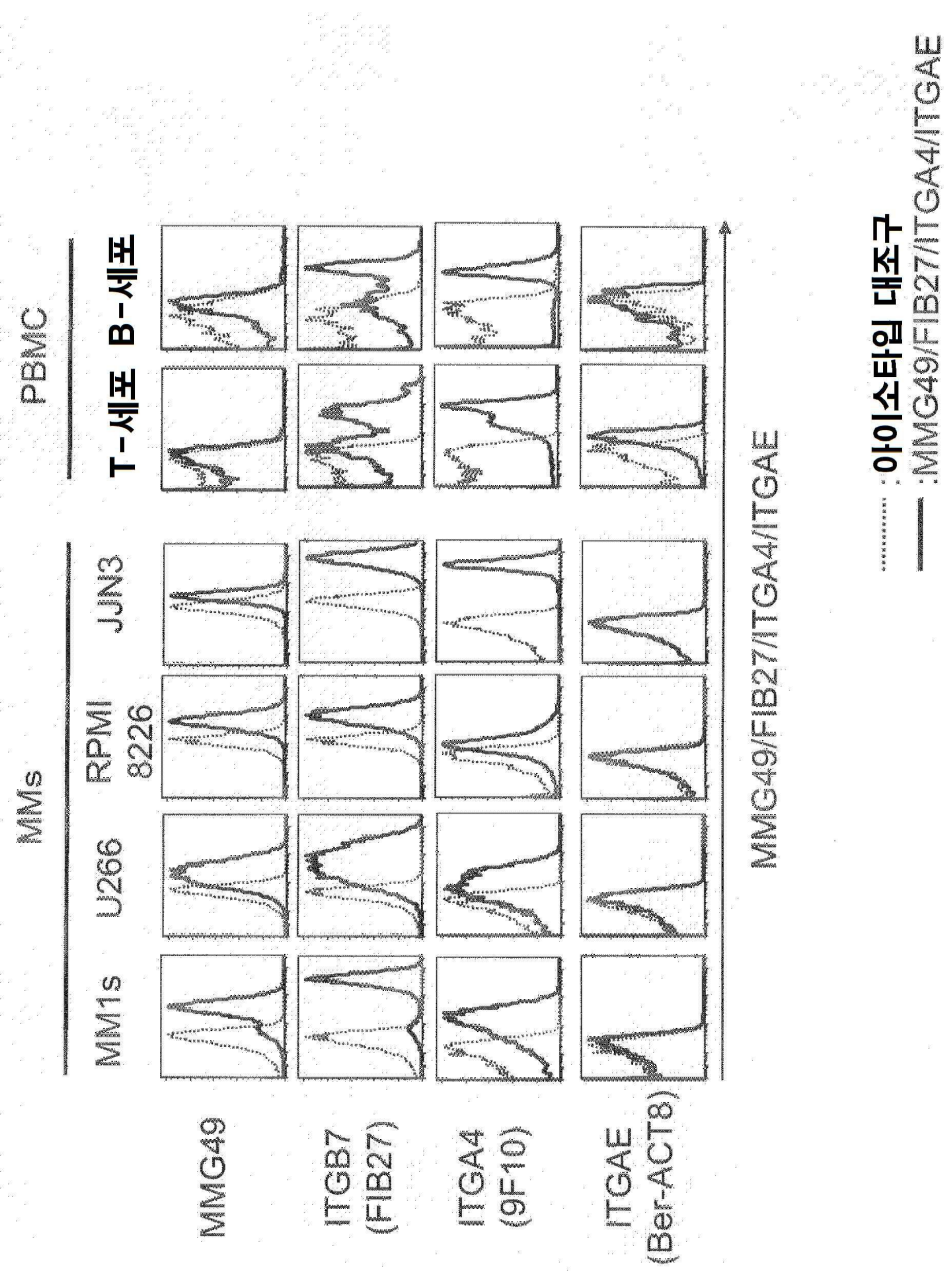 MMs
PBMC
MM1s
U266
RPMI
8226
JJN3
T-세포
B-세포
MMG49
ITGB7
(FIB27)
ITGA4
(9F10)
ITGAE
(Ber-ACT8)
MMG49/FIB27/ITGA4/ITGAE
:아이소타입 대조구
:MMG49/FIB27/ITGA4/ITGAE